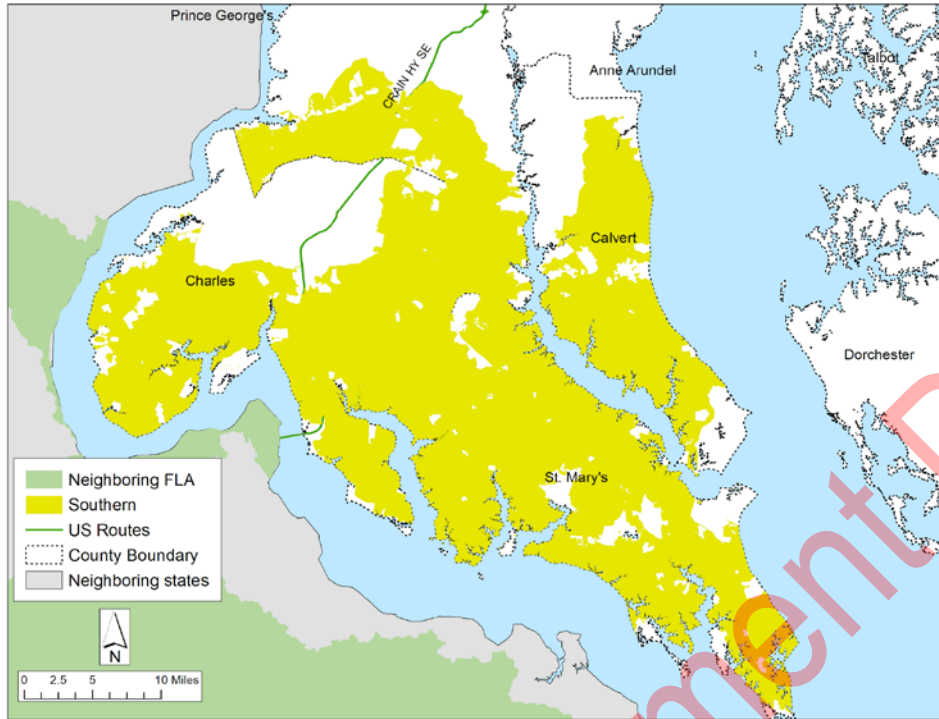 Prince George's
CRAIN HY SE
Anne Arundel
Talbot
Calvert
Charles
Dorchester
St. Mary's
Neighboring FLA
Southern
US Routes
County Boundary
Neighboring states
N
0 2.5 5 10 Miles
ment D